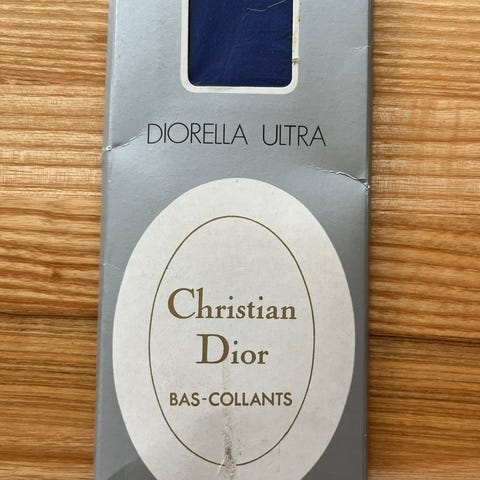 DIORELLA ULTRA
Christian
Dior
BAS-COLLANTS